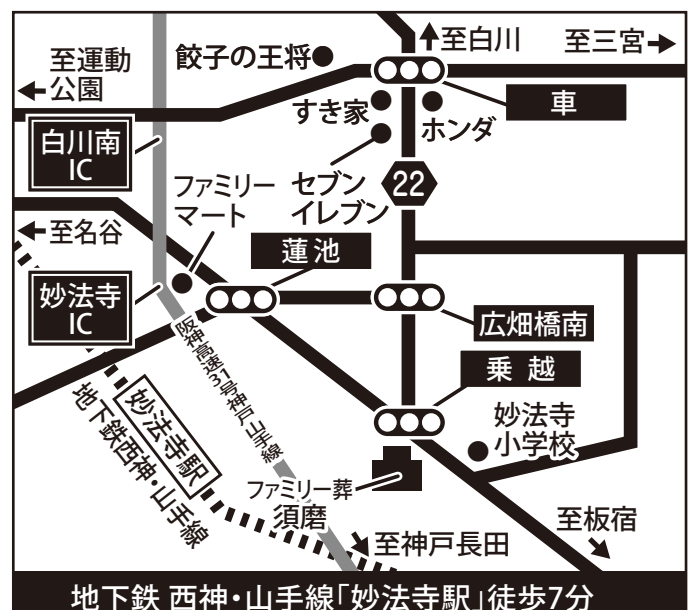 至白川
至三宮
至運動
公園
餃子の王将
車
すき家
ホンダ
白川南
IC
ファミリー
マート
セブン
イレブン
22
至名谷
蓮池
妙法寺
IC
広畑橋南
乗越
阪神高速31号神戸山手線
妙法寺駅
地下鉄西神・山手線
妙法寺
小学校
ファミリー葬
須磨
至板宿
至神戸長田
地下鉄 西神・山手線「妙法寺駅」徒歩7分